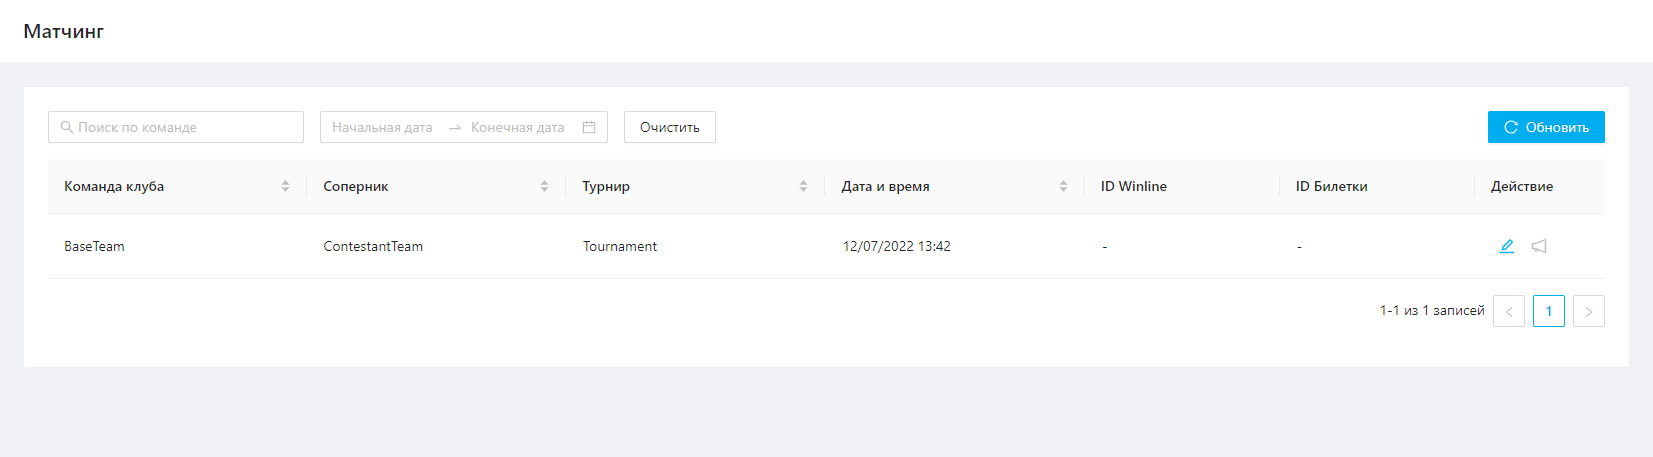 Матчинг
Поиск по команде Начальная дата Конечная дата Очистить Обновить
Команда клуба Соперник Турнир Дата и время ID Winline ID Билетки Действие
BaseTeam ContestantTeam Tournament 12/07/2022 13:42 - -
1-1 из 1 записей < 1 >